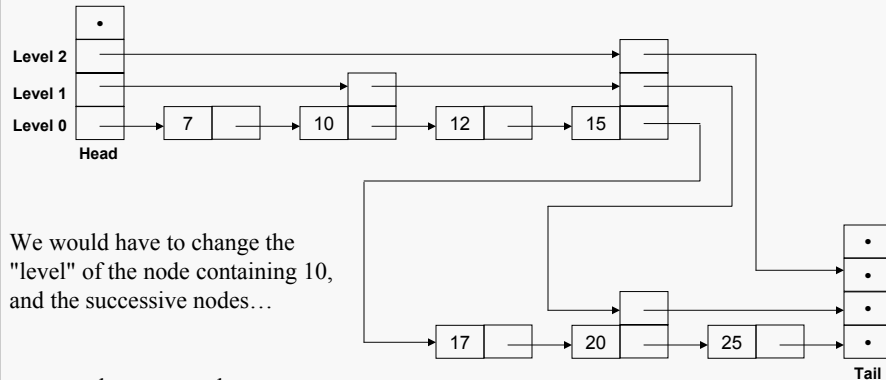 Level 2
Level 1
Level 0
7 10 12 15
Head
We would have to change the
"level" of the node containing 10,
and the successive nodes…
17 20 25
Tail